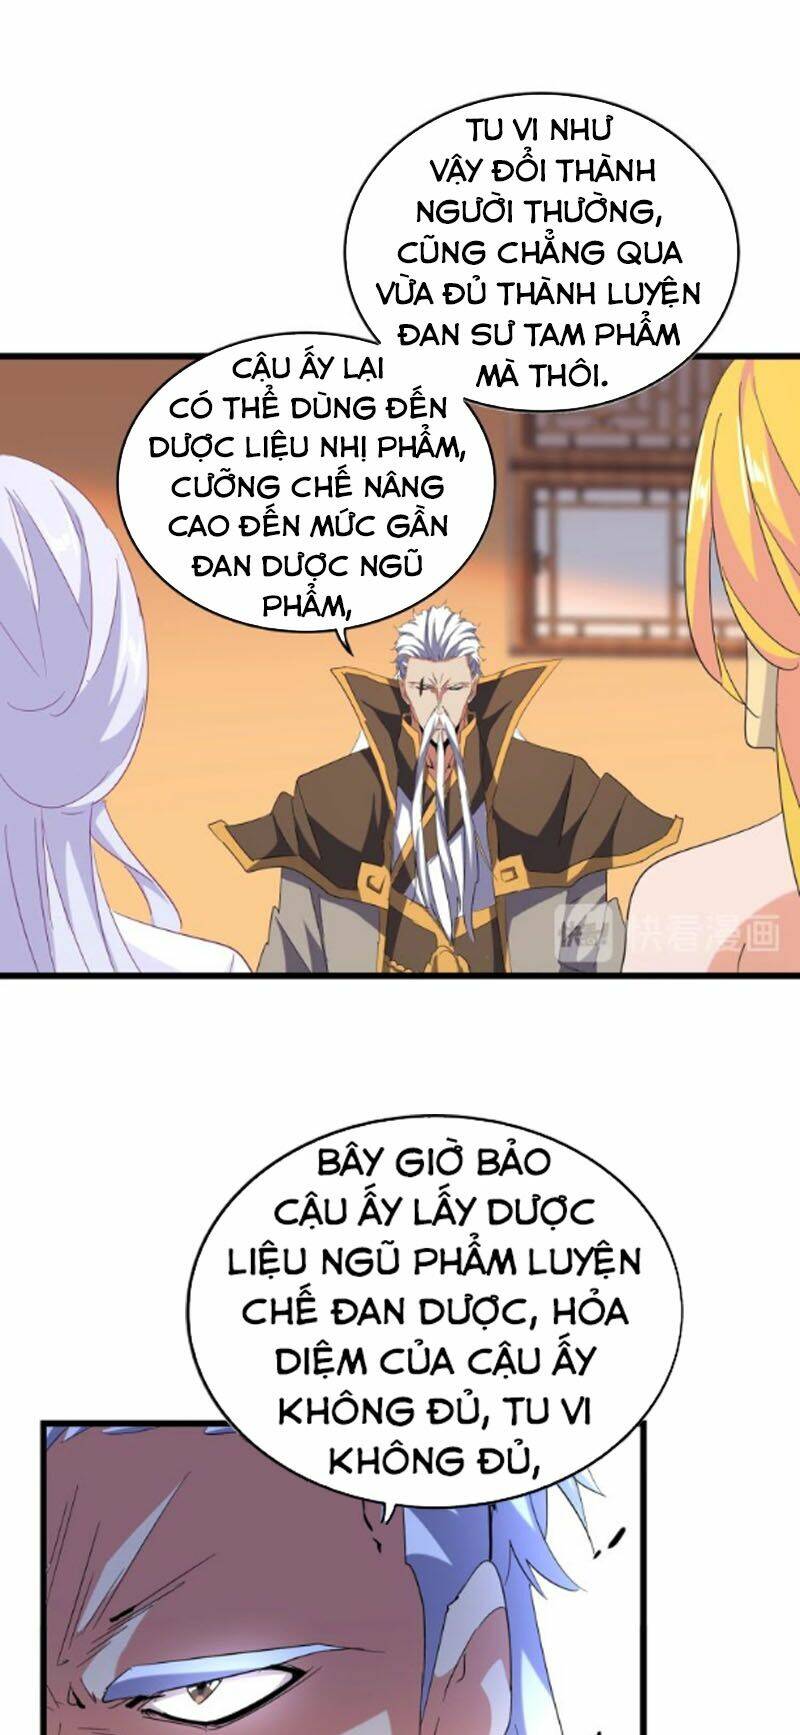 TU VI NHƯ
VẬY ĐỔI THÀNH
NGƯỜI THƯỜNG,
CŨNG CHẲNG QUA
VỪA ĐỦ THÀNH LUYỆN
ĐAN SƯ TAM PHẨM
MÀ THÔI.
CẬU ẤY LẠI
CÓ THỂ DÙNG ĐẾN
DƯỢC LIỆU NHỊ PHẨM,
CƯỠNG CHẾ NÂNG
CAO ĐẾN MỨC GẦN
ĐAN DƯỢC NGŨ
PHẨM,
快看漫画
BÂY GIỜ BẢO
CẬU ẤY LẤY DƯỢC
LIỆU NGŨ PHẨM LUYỆN
CHẾ ĐAN DƯỢC, HỎA
DIỆM CỦA CẬU ẤY
KHÔNG ĐỦ, TU VI
KHÔNG ĐỦ,